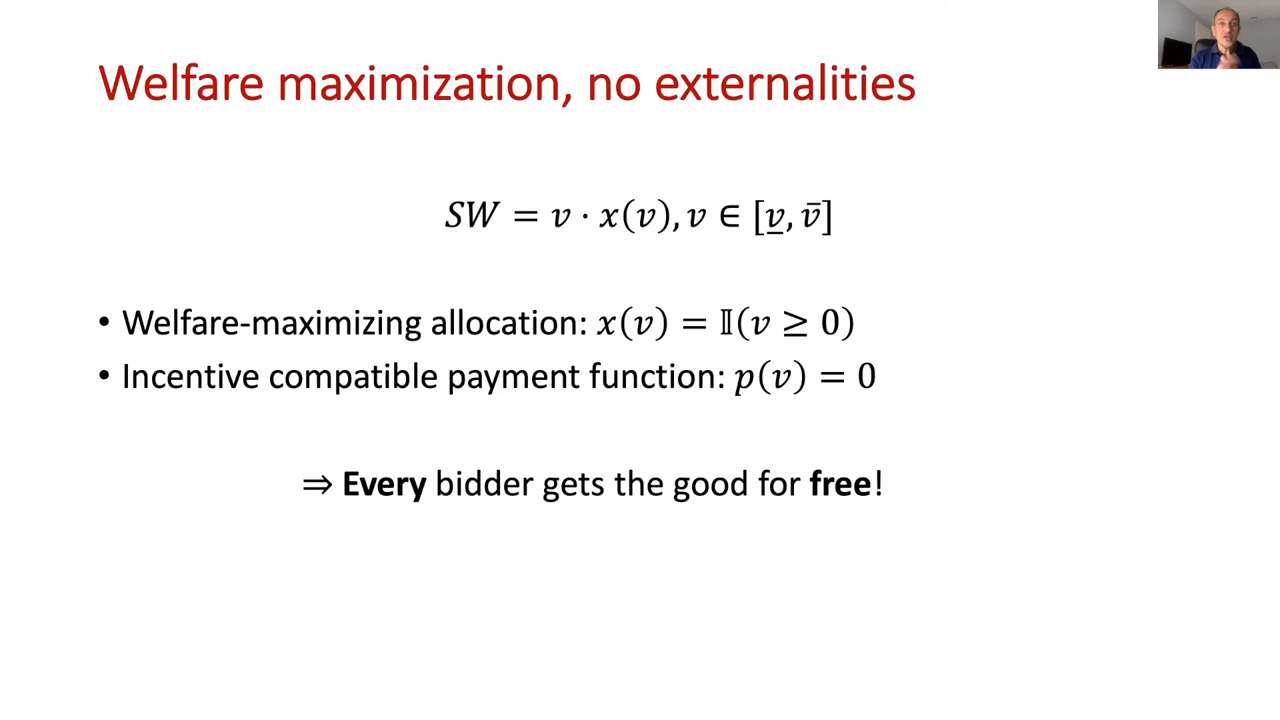 Welfare maximization, no externalities
𝑆𝑊 = 𝑣 · 𝑥(𝑣), 𝑣 ∈ [v̲, v̄]
• Welfare-maximizing allocation: 𝑥(𝑣) = 𝕀(𝑣 ≥ 0)
• Incentive compatible payment function: 𝑝(𝑣) = 0
⇒ Every bidder gets the good for free!